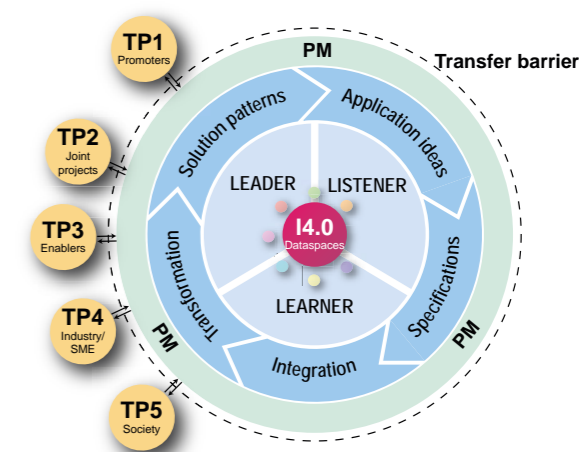 TP1
Promoters
PM
Transfer barrier
Solution patterns
Application ideas
TP2
Joint
projects
LEADER
LISTENER
I4.0
Dataspaces
TP3
Enablers
Transformation
Specifications
LEARNER
TP4
Industry/
SME
PM
PM
Integration
TP5
Society